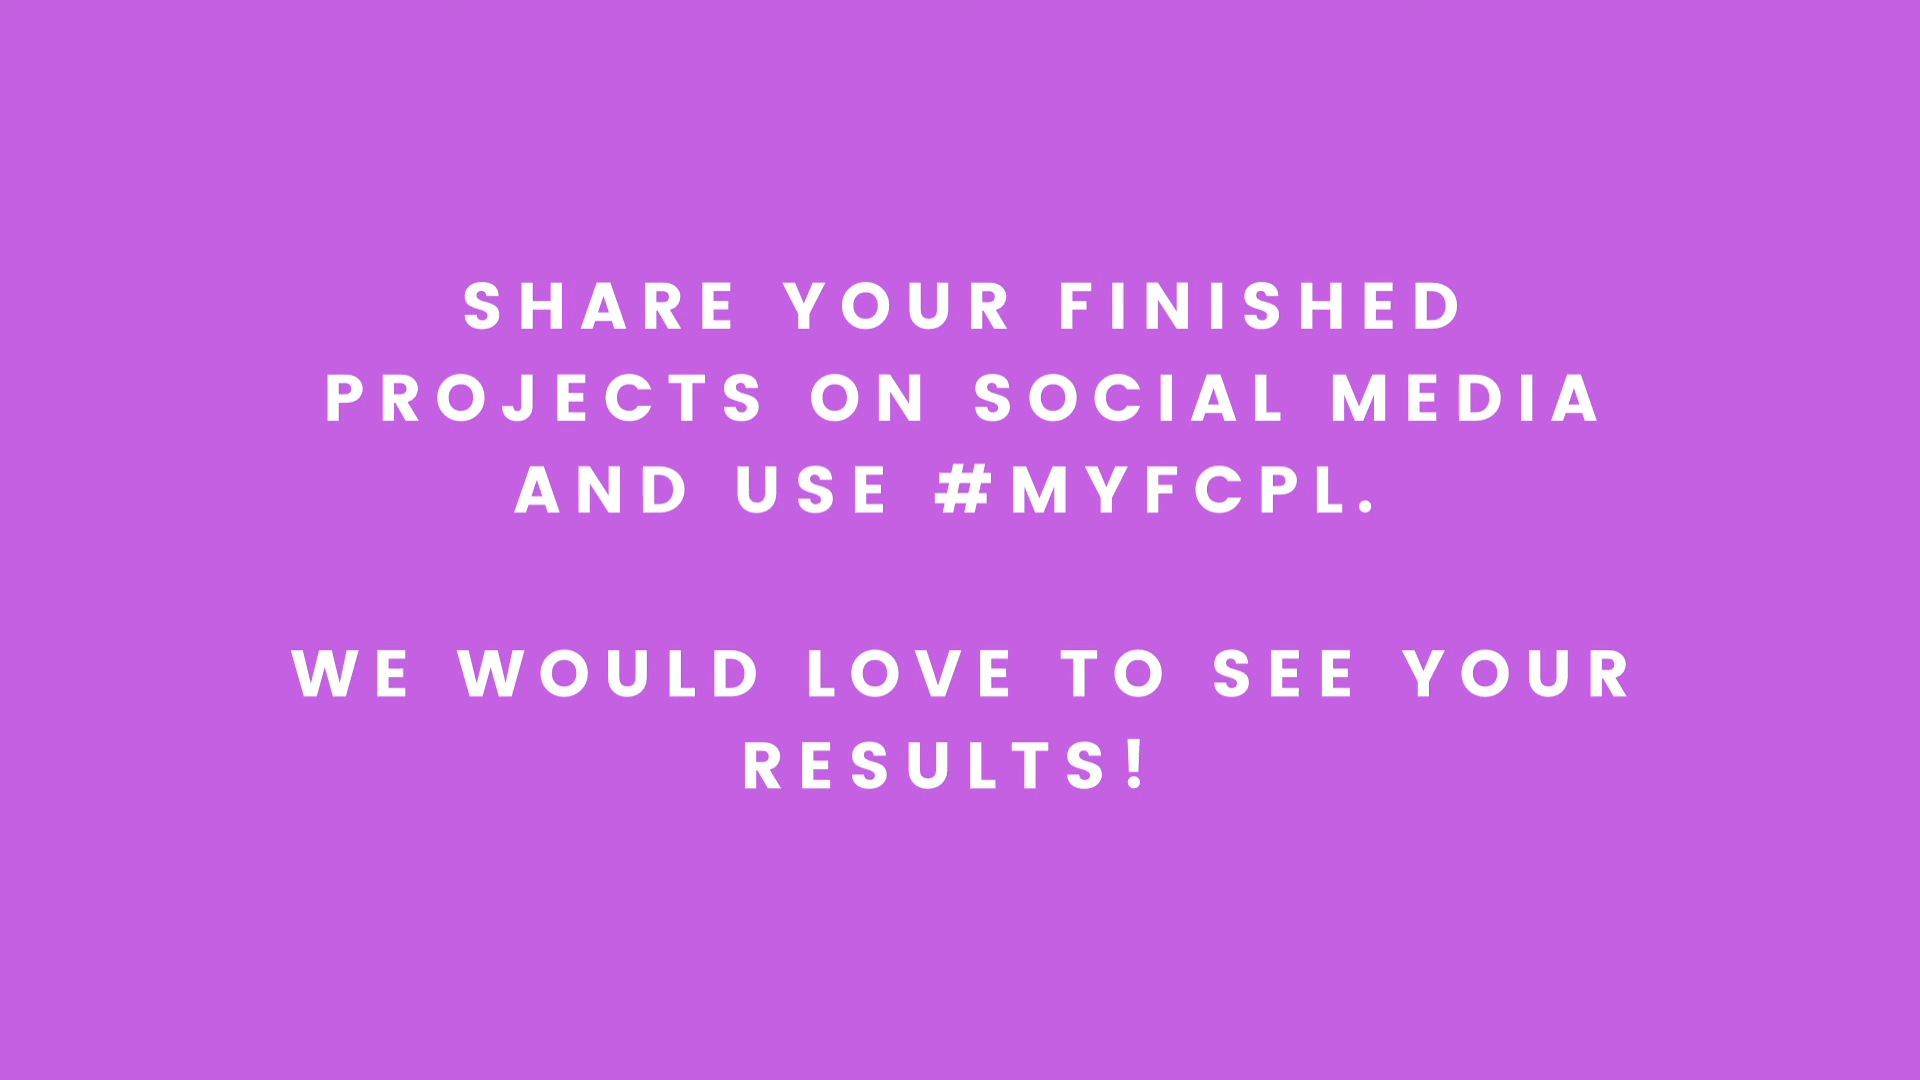 SHARE YOUR FINISHED
PROJECTS ON SOCIAL MEDIA
AND USE #MYFCPL.
WE WOULD LOVE TO SEE YOUR
RESULTS!